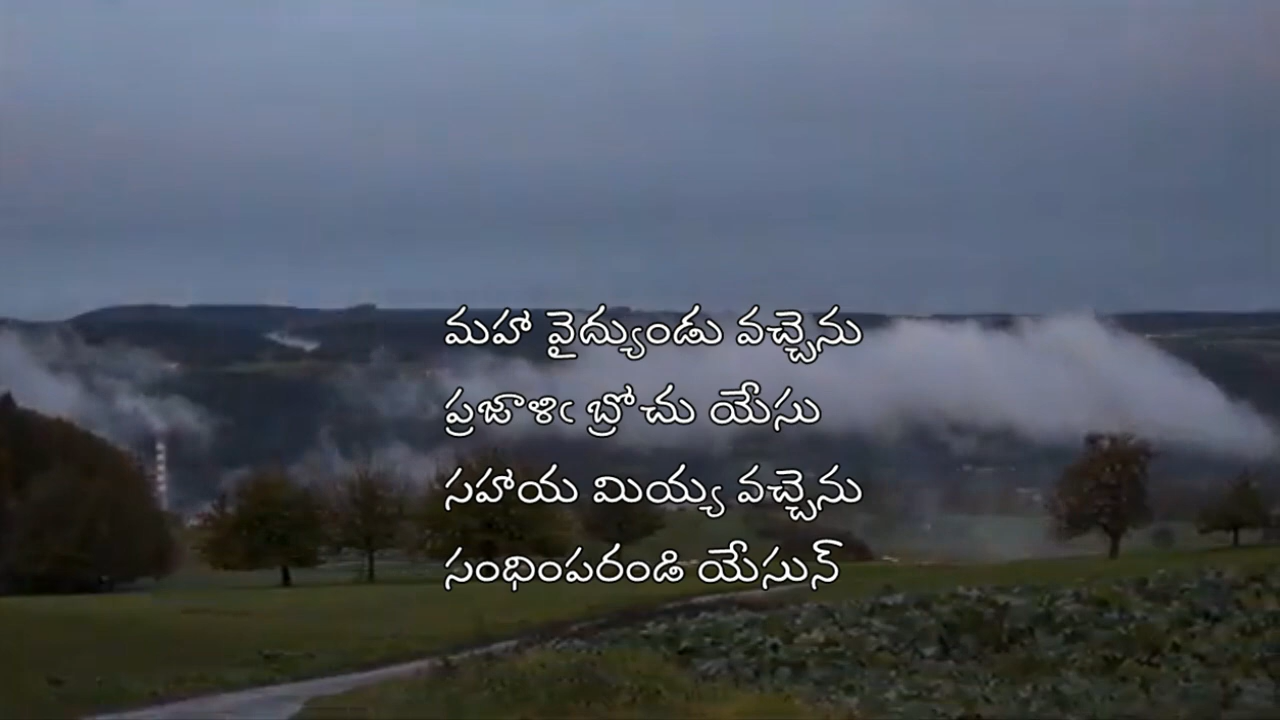 మహా వైద్యుండు వచ్చెను
ప్రజాళిఁ బ్రోచు యేసు
సహాయ మియ్య వచ్చెను
సంధింపరండి యేసున్